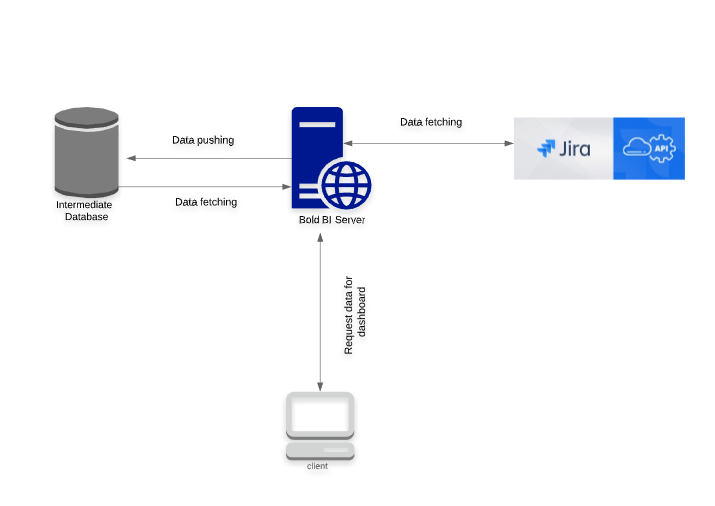 Data fetching
Jira
API
Data pushing
Data fetching
Intermediate
Database
Bold BI Server
Request data for
dashboard
client